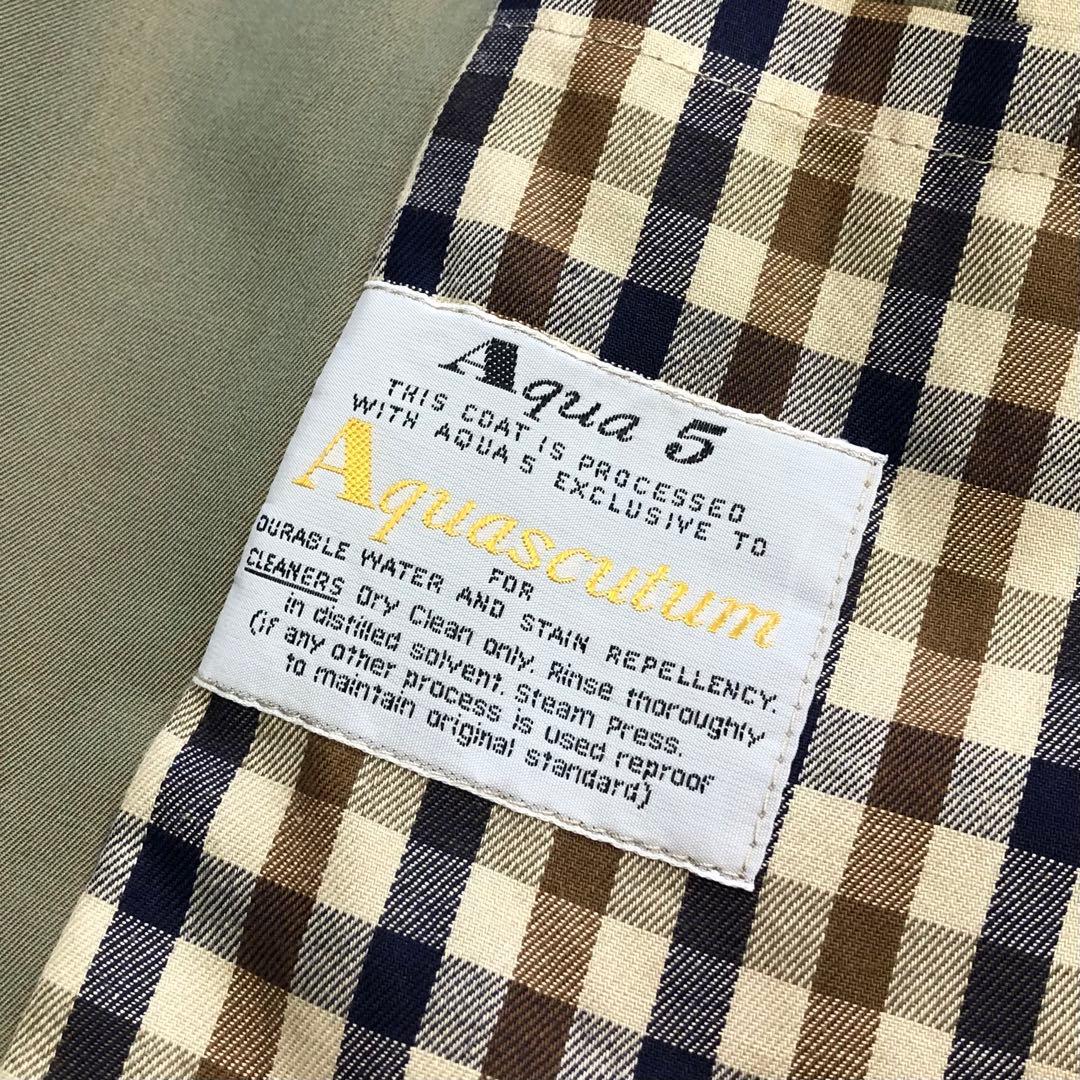 Aqua 5
THIS COAT IS PROCESSED
WITH AQUA 5 EXCLUSIVE TO
Aquascutum
FOR
DURABLE WATER AND STAIN REPELLENCY.
CLEANERS Dry Clean only. Rinse thoroughly
in distilled solvent. Steam Press.
(if any other process is used reproof
to maintain original standard)